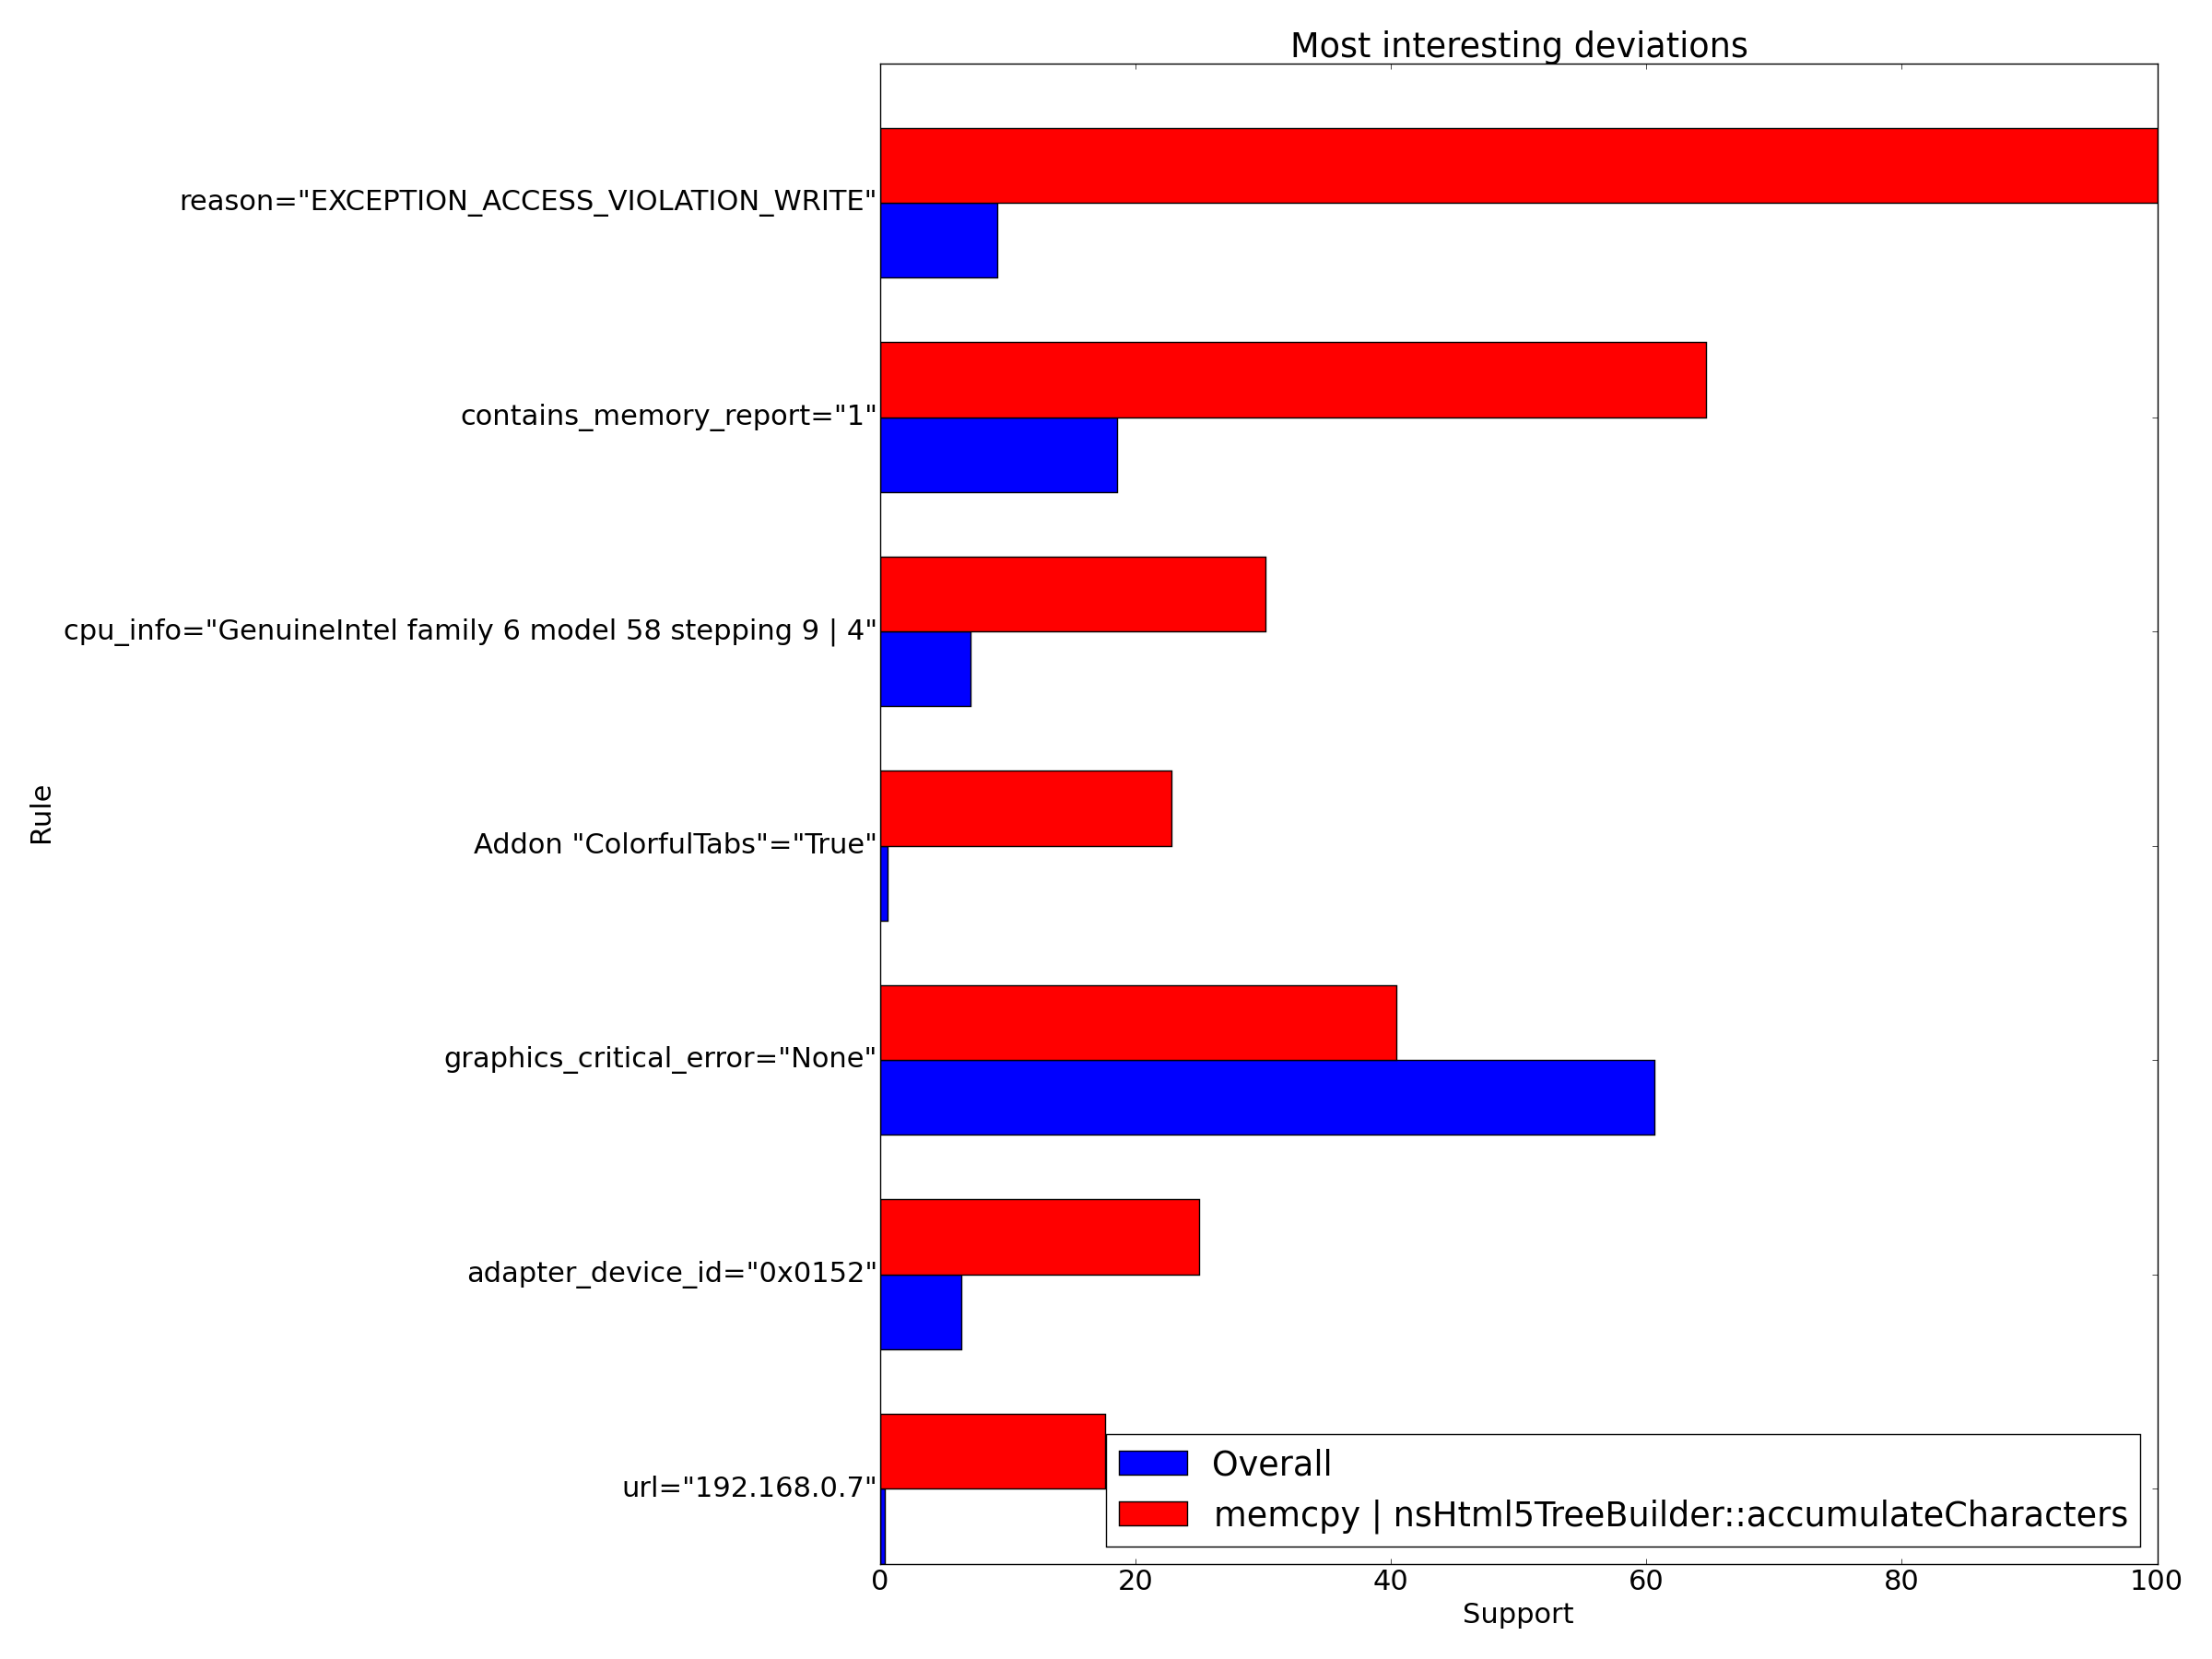 Most interesting deviations
reason="EXCEPTION_ACCESS_VIOLATION_WRITE"
contains_memory_report="1"
cpu_info="GenuineIntel family 6 model 58 stepping 9 | 4"
Rule
Addon "ColorfulTabs"="True"
graphics_critical_error="None"
adapter_device_id="0x0152"
url="192.168.0.7"
Overall
memcpy | nsHtml5TreeBuilder::accumulateCharacters
0 20 40 60 80 100
Support